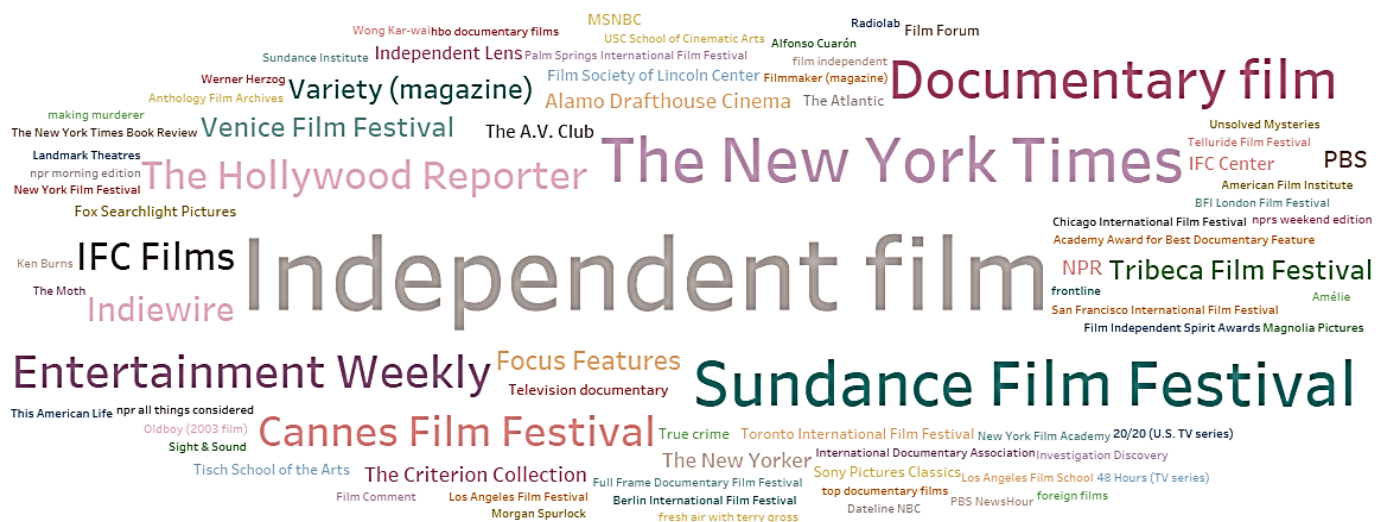 MSNBC
Radiolab
Wong Kar-wai
hbo documentary films
Film Forum
USC School of Cinematic Arts
Alfonso Cuarón
Sundance Institute
Independent Lens
Palm Springs International Film Festival
film independent
Werner Herzog
Variety (magazine)
Film Society of Lincoln Center
Filmmaker (magazine)
Documentary film
Anthology Film Archives
Alamo Drafthouse Cinema
The Atlantic
making murderer
The New York Times Book Review
Venice Film Festival
The A.V. Club
Unsolved Mysteries
Landmark Theatres
The New York Times
Telluride Film Festival
npr morning edition
The Hollywood Reporter
IFC Center
PBS
New York Film Festival
American Film Institute
BFI London Film Festival
Fox Searchlight Pictures
Chicago International Film Festival
nprs weekend edition
Academy Award for Best Documentary Feature
IFC Films
Ken Burns
Independent film
NPR
Tribeca Film Festival
The Moth
frontline
Amélie
Indiewire
San Francisco International Film Festival
Film Independent Spirit Awards
Magnolia Pictures
Entertainment Weekly
Focus Features
Television documentary
Sundance Film Festival
This American Life
npr all things considered
Oldboy (2003 film)
Cannes Film Festival
True crime
Toronto International Film Festival
New York Film Academy
20/20 (U.S. TV series)
Sight & Sound
The New Yorker
International Documentary Association
Investigation Discovery
Tisch School of the Arts
The Criterion Collection
Full Frame Documentary Film Festival
Sony Pictures Classics
Los Angeles Film School
48 Hours (TV series)
Film Comment
Los Angeles Film Festival
Berlin International Film Festival
top documentary films
PBS NewsHour
foreign films
Morgan Spurlock
fresh air with terry gross
Dateline NBC